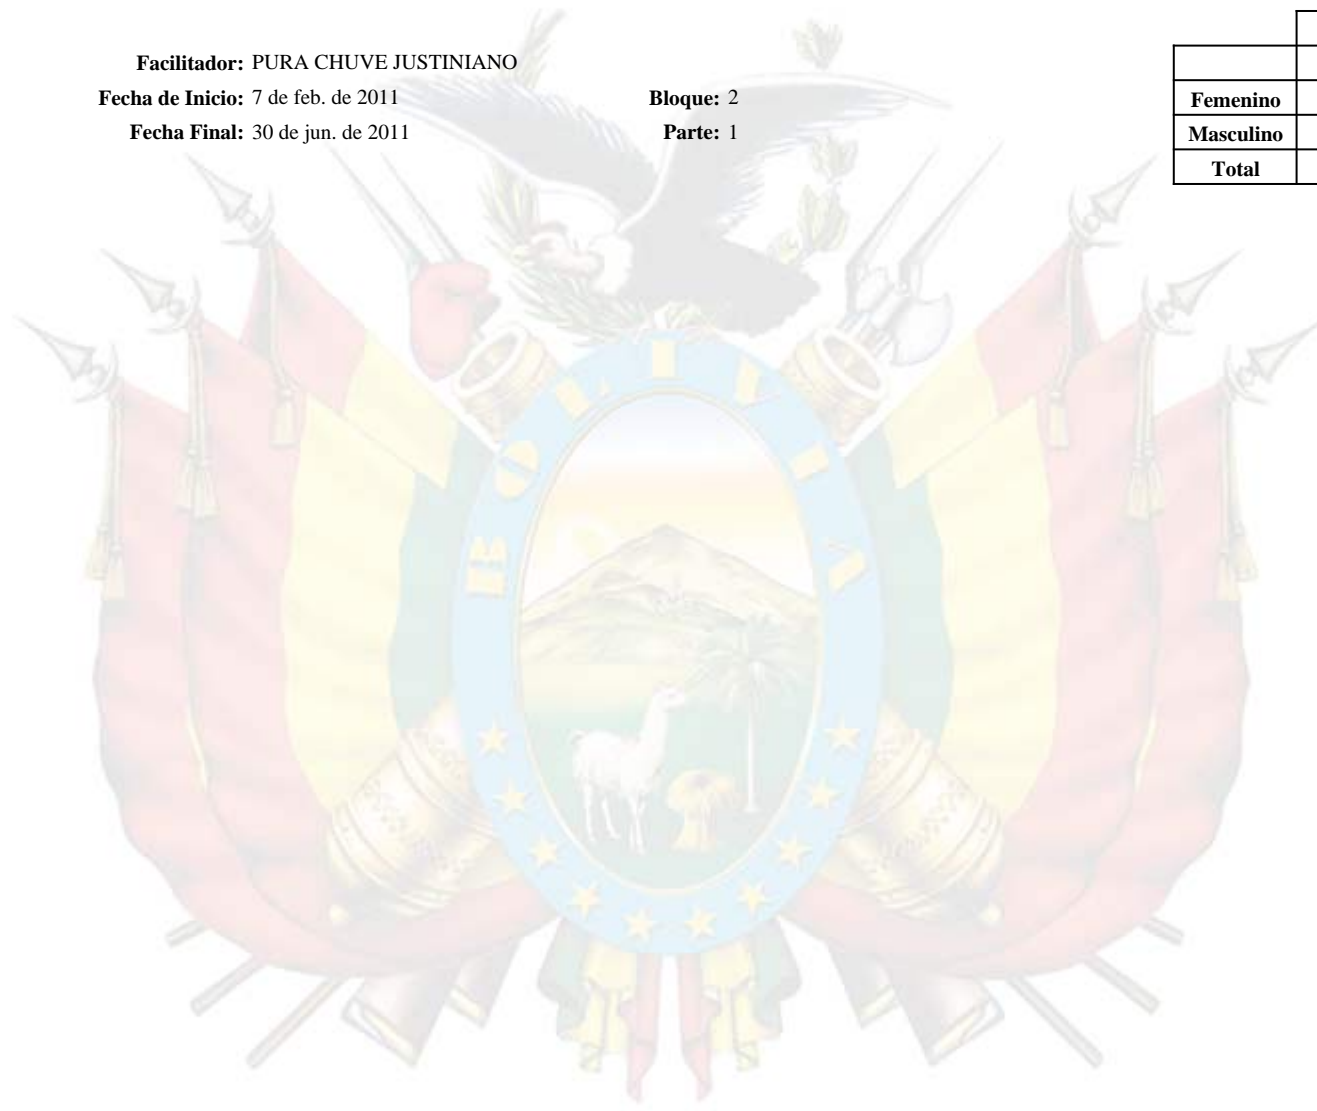 Facilitador: PURA CHUVE JUSTINIANO
Fecha de Inicio: 7 de feb. de 2011 Bloque: 2
Fecha Final: 30 de jun. de 2011 Parte: 1
Femenino
Masculino
Total
BOLIVIA